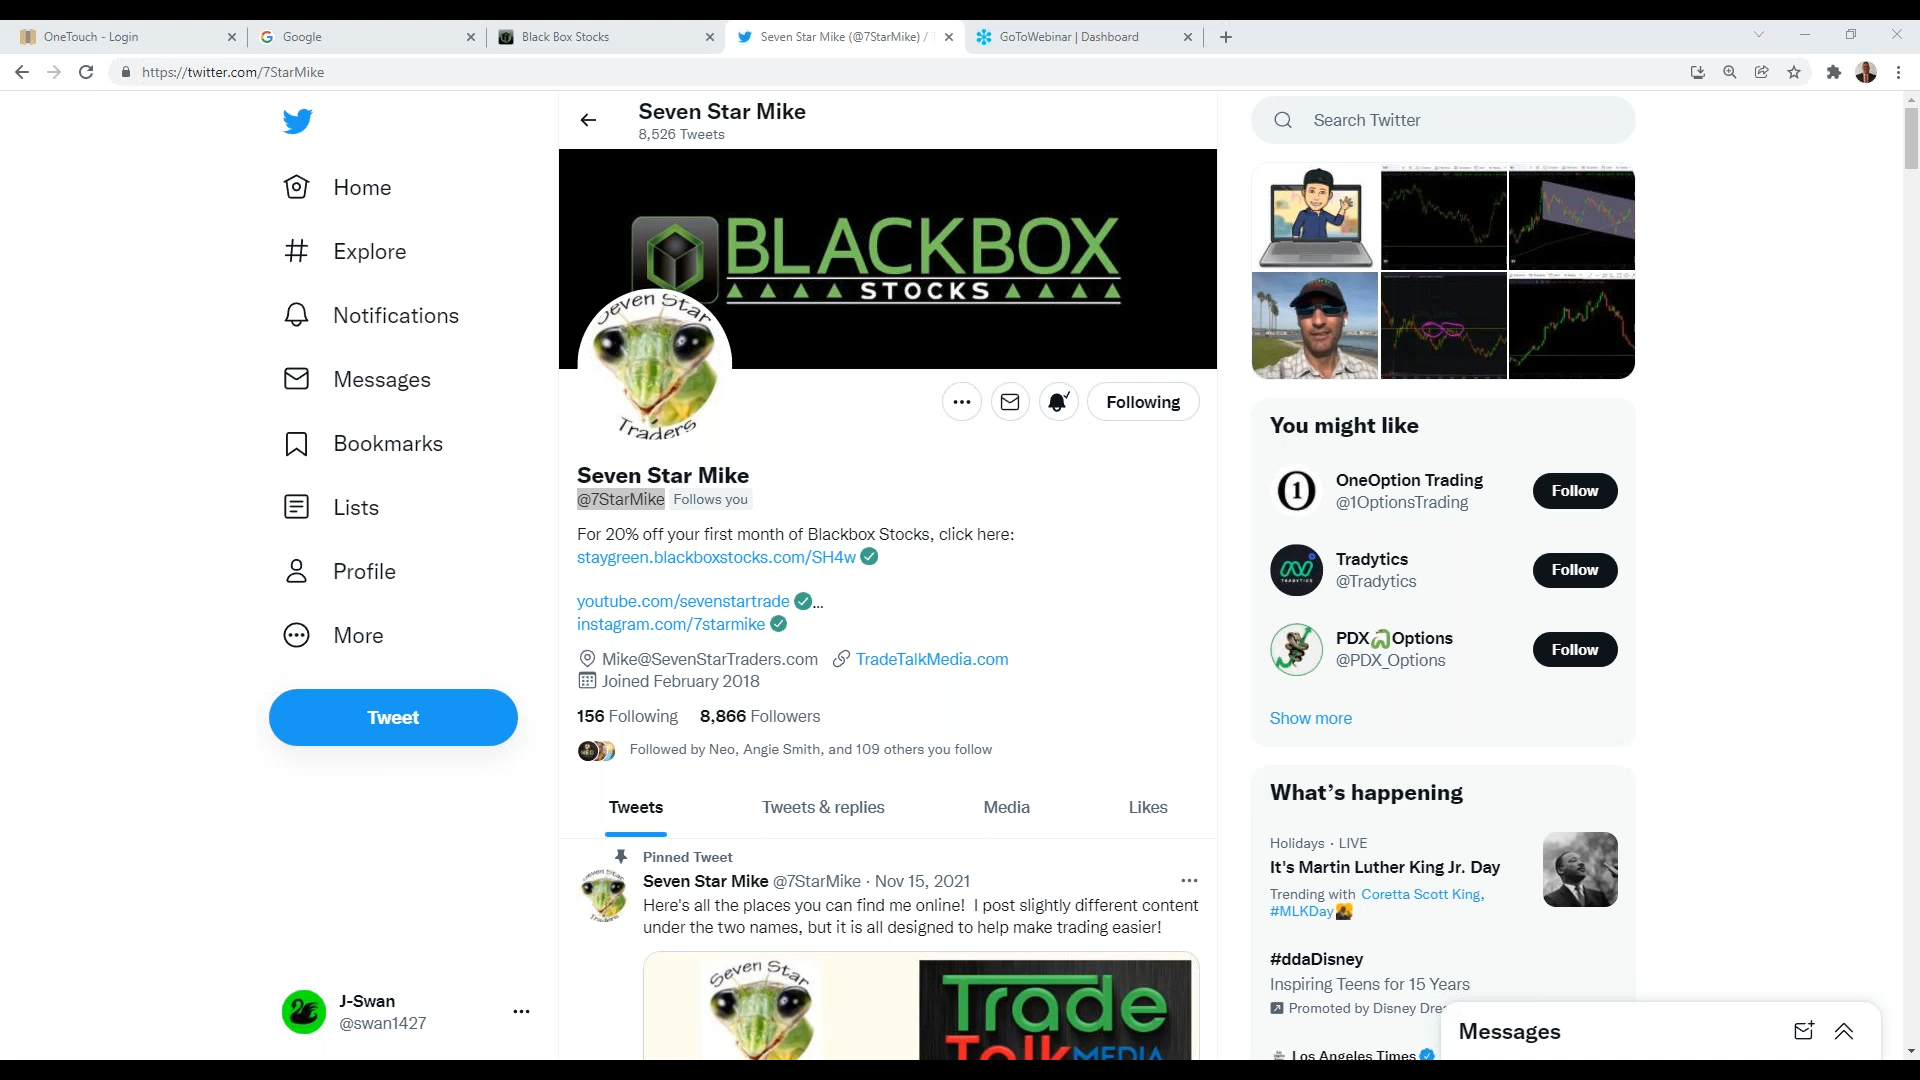 OneTouch - Login
Google
Black Box Stocks
Seven Star Mike (@7StarMike) /
GoToWebinar | Dashboard
https://twitter.com/7StarMike
Seven Star Mike
8,526 Tweets
Search Twitter
Home
Explore
Notifications
Messages
Bookmarks
Lists
Profile
More
Tweet
BLACKBOX
STOCKS
Seven Star
Traders
Following
Seven Star Mike
@7StarMike Follows you
For 20% off your first month of Blackbox Stocks, click here:
staygreen.blackboxstocks.com/SH4w
youtube.com/sevenstartrade ...
instagram.com/7starmike
Mike@SevenStarTraders.com TradeTalkMedia.com
Joined February 2018
156 Following 8,866 Followers
Followed by Neo, Angie Smith, and 109 others you follow
Tweets Tweets & replies Media Likes
Pinned Tweet
Seven Star Mike @7StarMike · Nov 15, 2021
Here's all the places you can find me online! I post slightly different content
under the two names, but it is all designed to help make trading easier!
Seven Star
Trade
Talk MEDIA
J-Swan
@swan1427
You might like
OneOption Trading
@1OptionsTrading
Follow
Tradytics
@Tradytics
Follow
PDX Options
@PDX_Options
Follow
Show more
What's happening
Holidays · LIVE
It's Martin Luther King Jr. Day
Trending with Coretta Scott King,
#MLKDay
#ddaDisney
Inspiring Teens for 15 Years
Promoted by Disney
Los Angeles Times
Messages